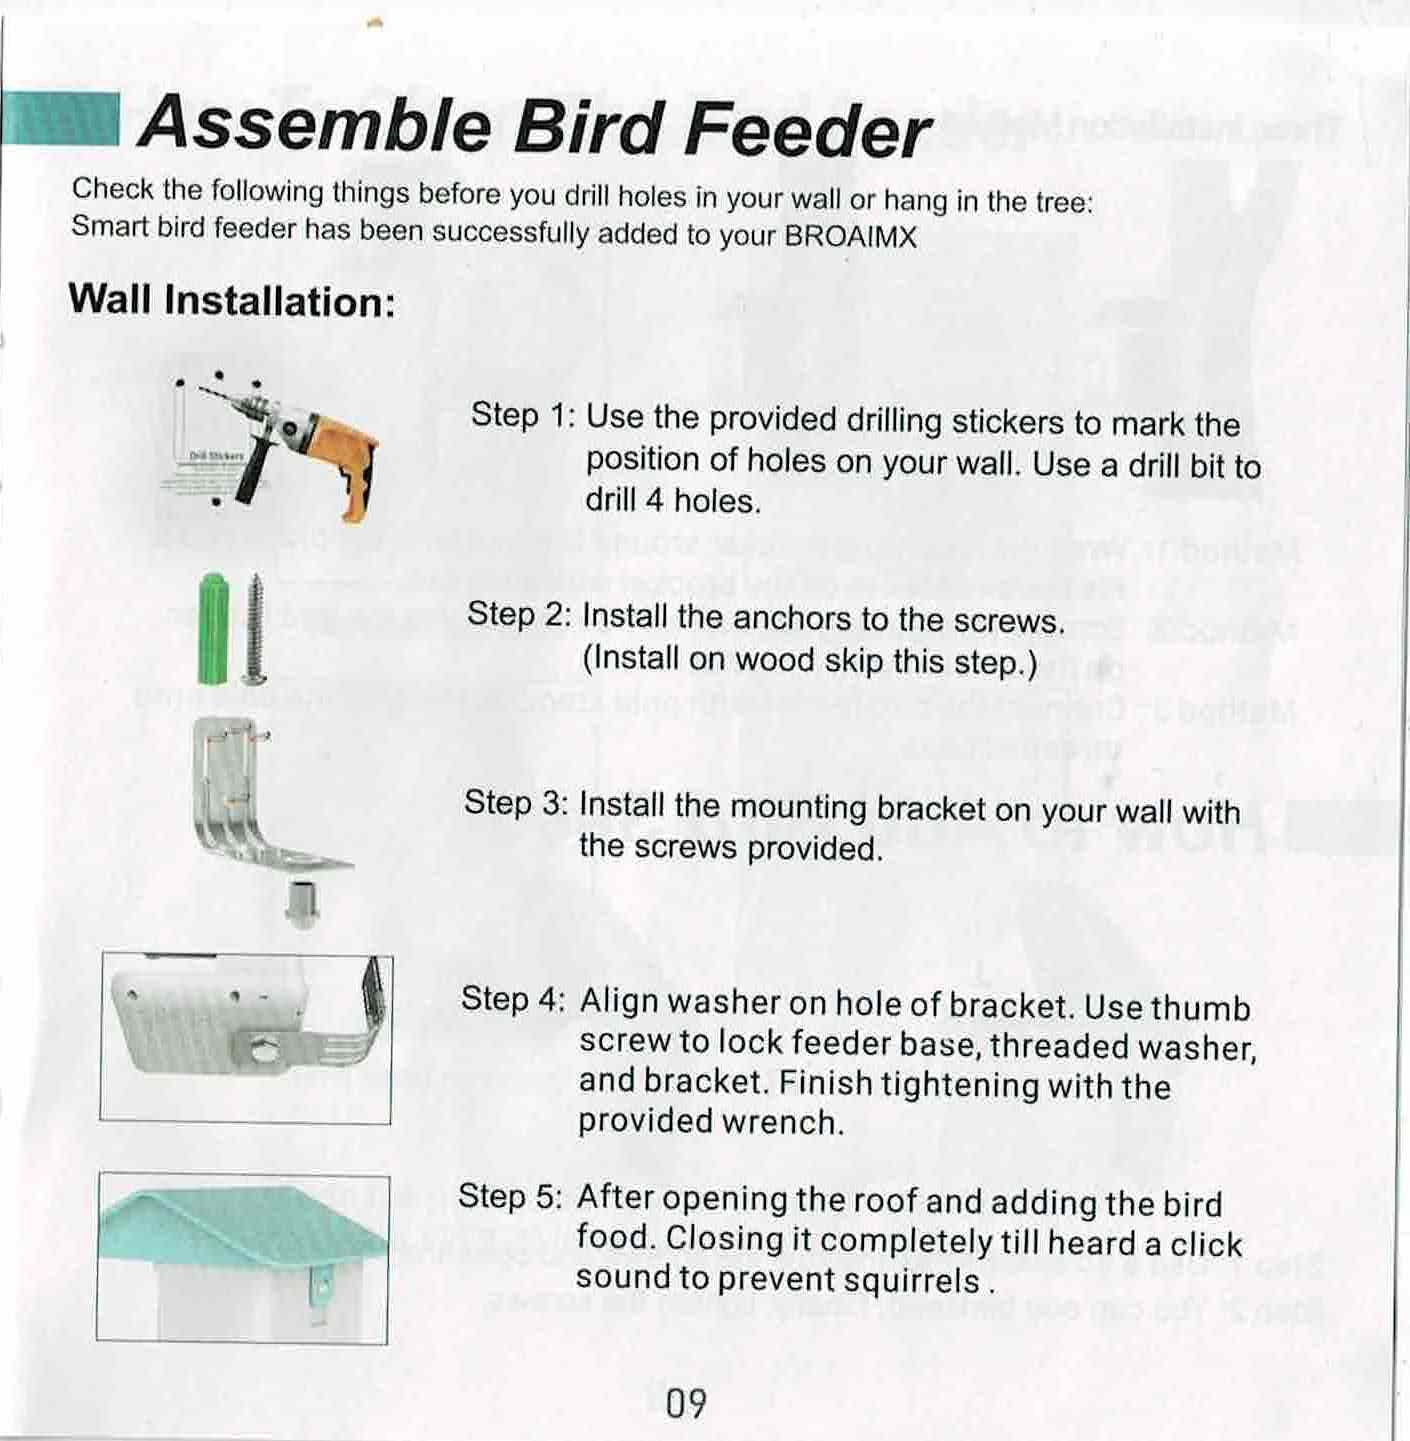 Assemble Bird Feeder
Check the following things before you drill holes in your wall or hang in the tree:
Smart bird feeder has been successfully added to your BROAIMX
Wall Installation:
Drill Stickers
Step 1: Use the provided drilling stickers to mark the
position of holes on your wall. Use a drill bit to
drill 4 holes.
Step 2: Install the anchors to the screws.
(Install on wood skip this step.)
Step 3: Install the mounting bracket on your wall with
the screws provided.
Step 4: Align washer on hole of bracket. Use thumb
screw to lock feeder base, threaded washer,
and bracket. Finish tightening with the
provided wrench.
Step 5: After opening the roof and adding the bird
food. Closing it completely till heard a click
sound to prevent squirrels .
09